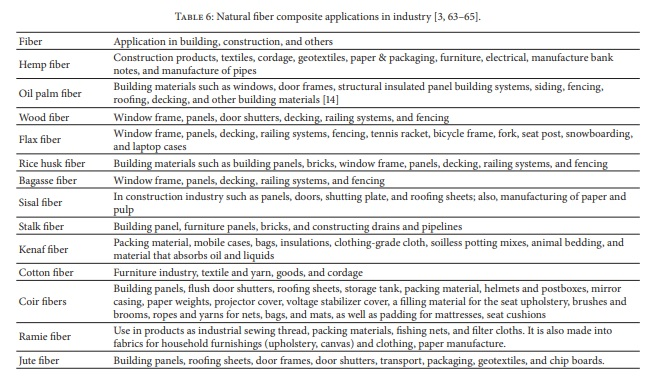 TABLE 6: Natural fiber composite applications in industry [3, 63–65].
Fiber Application in building, construction, and others
Hemp fiber Construction products, textiles, cordage, geotextiles, paper & packaging, furniture, electrical, manufacture bank
notes, and manufacture of pipes
Oil palm fiber Building materials such as windows, door frames, structural insulated panel building systems, siding, fencing,
roofing, decking, and other building materials [14]
Wood fiber Window frame, panels, door shutters, decking, railing systems, and fencing
Flax fiber Window frame, panels, decking, railing systems, fencing, tennis racket, bicycle frame, fork, seat post, snowboarding,
and laptop cases
Rice husk fiber Building materials such as building panels, bricks, window frame, panels, decking, railing systems, and fencing
Bagasse fiber Window frame, panels, decking, railing systems, and fencing
Sisal fiber In construction industry such as panels, doors, shutting plate, and roofing sheets; also, manufacturing of paper and
pulp
Stalk fiber Building panel, furniture panels, bricks, and constructing drains and pipelines
Kenaf fiber Packing material, mobile cases, bags, insulations, clothing-grade cloth, soilless potting mixes, animal bedding, and
material that absorbs oil and liquids
Cotton fiber Furniture industry, textile and yarn, goods, and cordage
Coir fibers Building panels, flush door shutters, roofing sheets, storage tank, packing material, helmets and postboxes, mirror
casing, paper weights, projector cover, voltage stabilizer cover, a filling material for the seat upholstery, brushes and
brooms, ropes and yarns for nets, bags, and mats, as well as padding for mattresses, seat cushions
Ramie fiber Use in products as industrial sewing thread, packing materials, fishing nets, and filter cloths. It is also made into
fabrics for household furnishings (upholstery, canvas) and clothing, paper manufacture.
Jute fiber Building panels, roofing sheets, door frames, door shutters, transport, packaging, geotextiles, and chip boards.